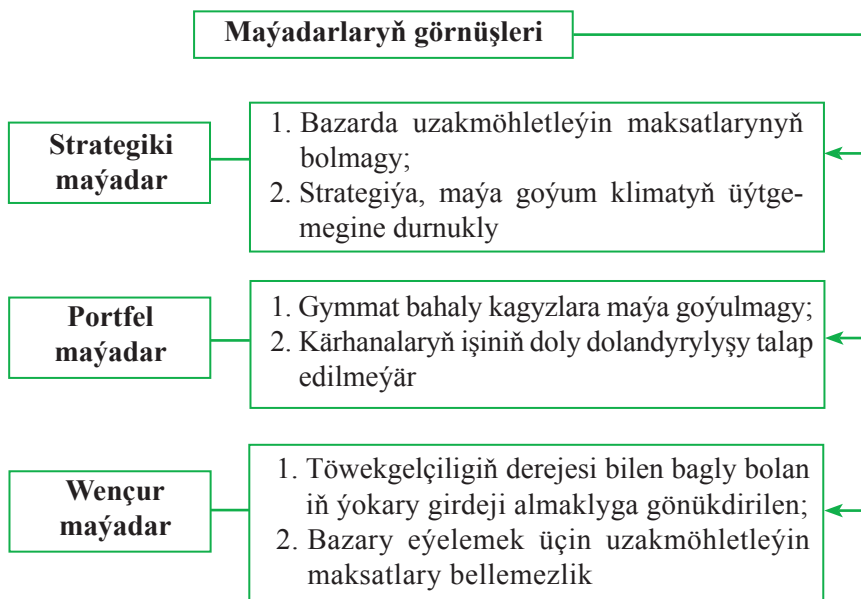 Maýadarlaryň görnüşleri
Strategiki
maýadar
1. Bazarda uzakmöhletleýin maksatlarynyň
bolmagy;
2. Strategiýa, maýa goýum klimatyň üýtge-
megine durnukly
Portfel
maýadar
1. Gymmat bahaly kagyzlara maýa goýulmagy;
2. Kärhanalaryň işiniň doly dolandyrylyşy talap
edilmeýär
Wençur
maýadar
1. Töwekgelçiligiň derejesi bilen bagly bolan
iň ýokary girdeji almaklyga gönükdirilen;
2. Bazary eýelemek üçin uzakmöhletleýin
maksatlary bellemezlik